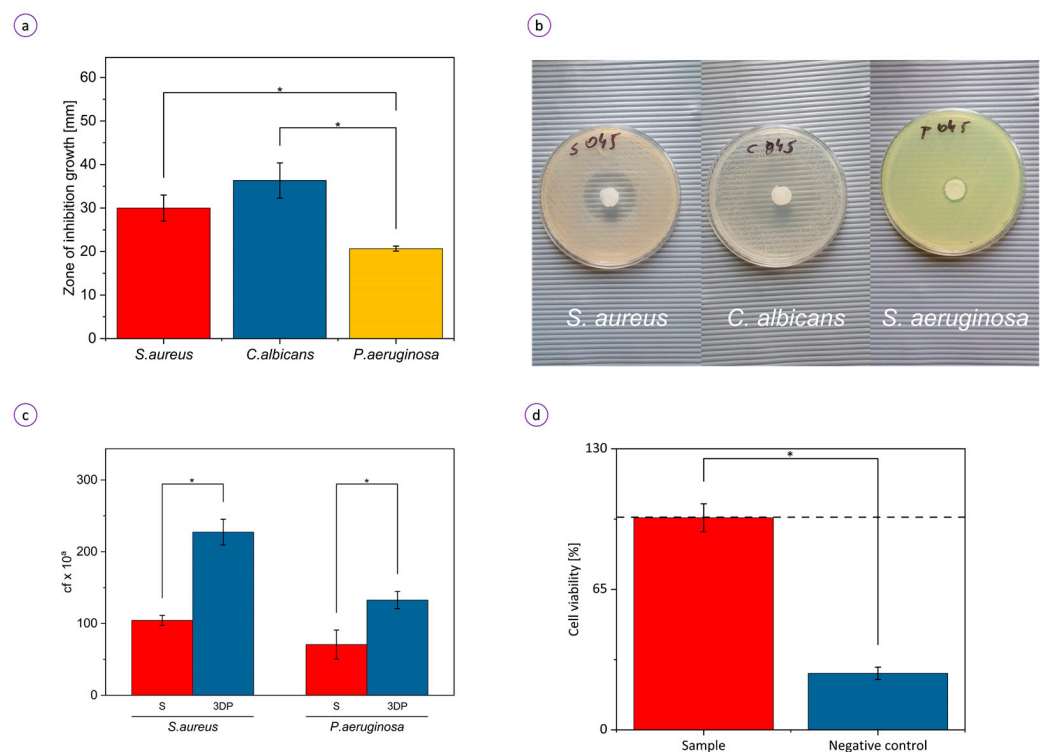 a
Zone of inhibition growth [mm]
60
50
40
30
20
10
0
*
*
S.aureus
C.albicans
P.aeruginosa
b
S 045
C 045
P 045
S. aureus
C. albicans
S. aeruginosa
c
cf x 10ᵃ
300
200
100
0
*
*
S
3DP
S
3DP
S.aureus
P.aeruginosa
d
Cell viability [%]
130
65
0
*
Sample
Negative control